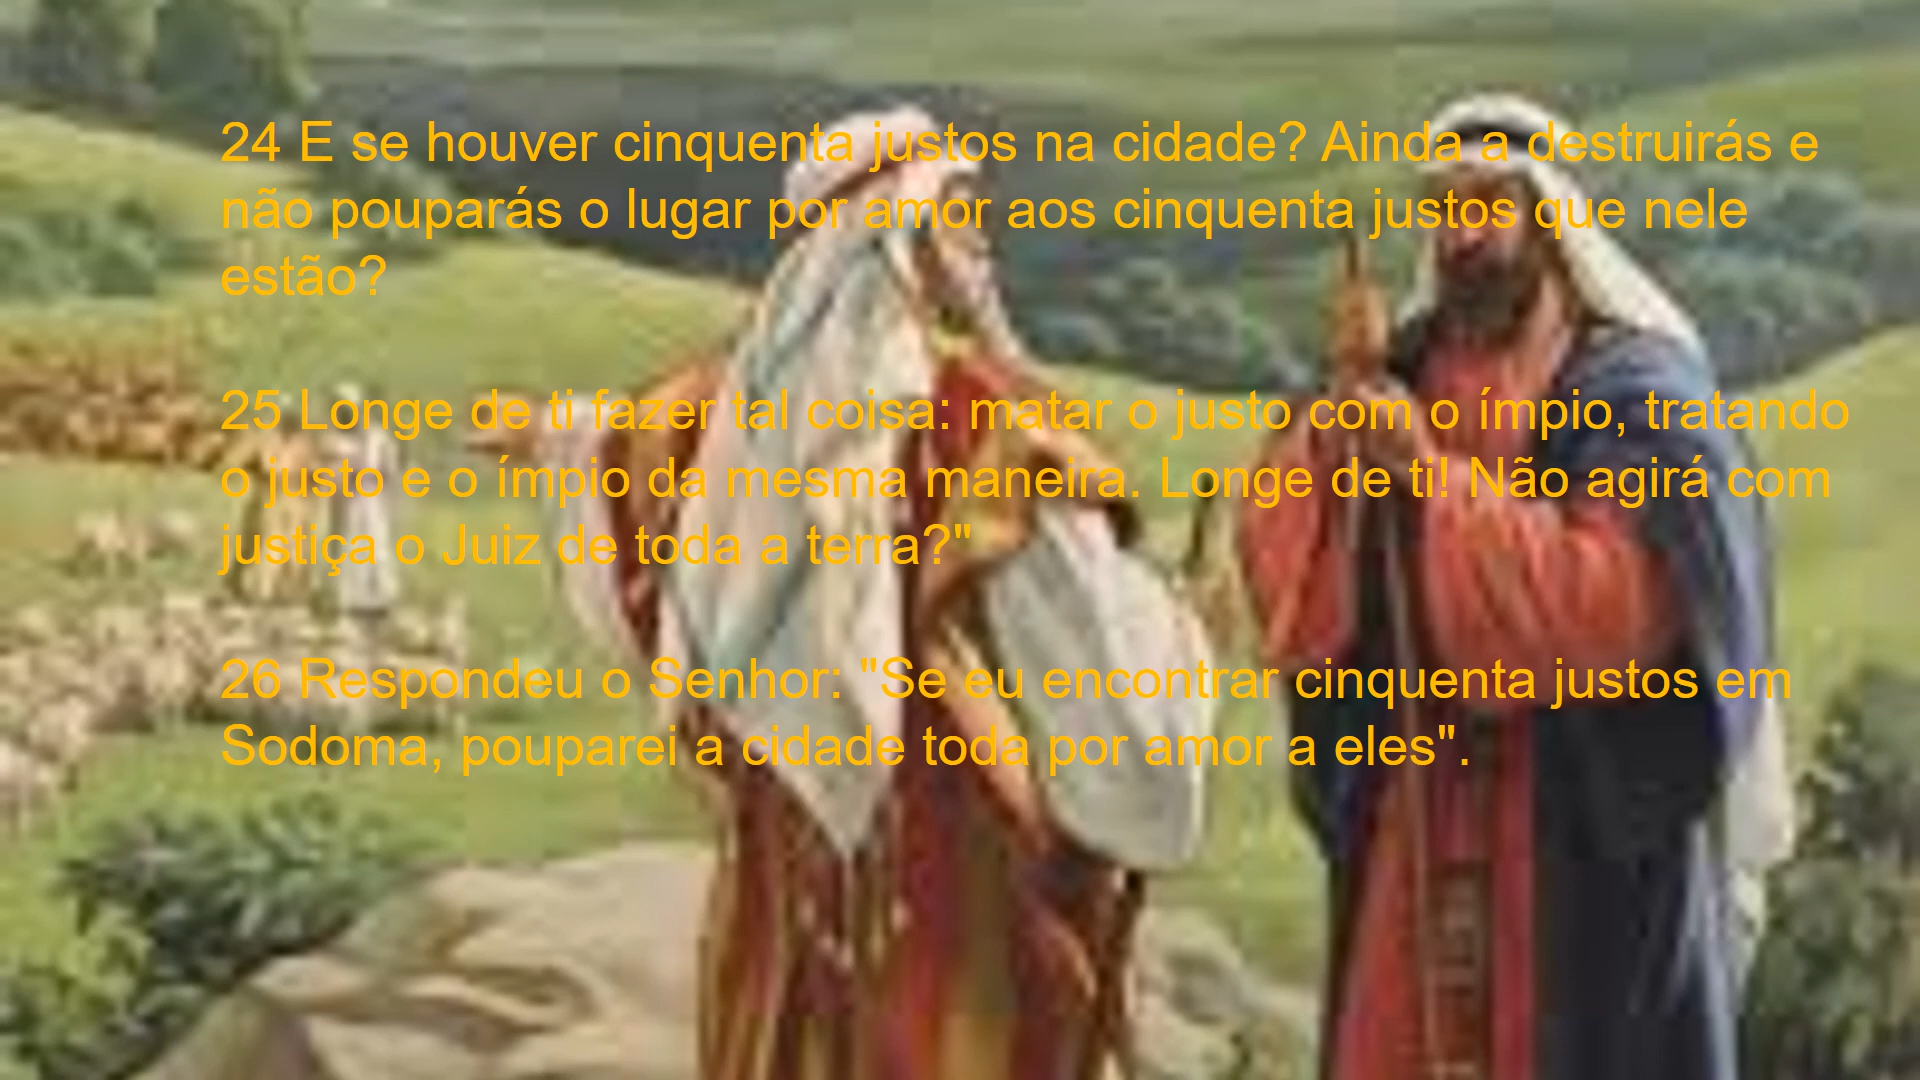 24 E se houver cinquenta justos na cidade? Ainda a destruirás e
não pouparás o lugar por amor aos cinquenta justos que nele
estão?
25 Longe de ti fazer tal coisa: matar o justo com o ímpio, tratando
o justo e o ímpio da mesma maneira. Longe de ti! Não agirá com
justiça o Juiz de toda a terra?"
26 Respondeu o Senhor: "Se eu encontrar cinquenta justos em
Sodoma, pouparei a cidade toda por amor a eles".